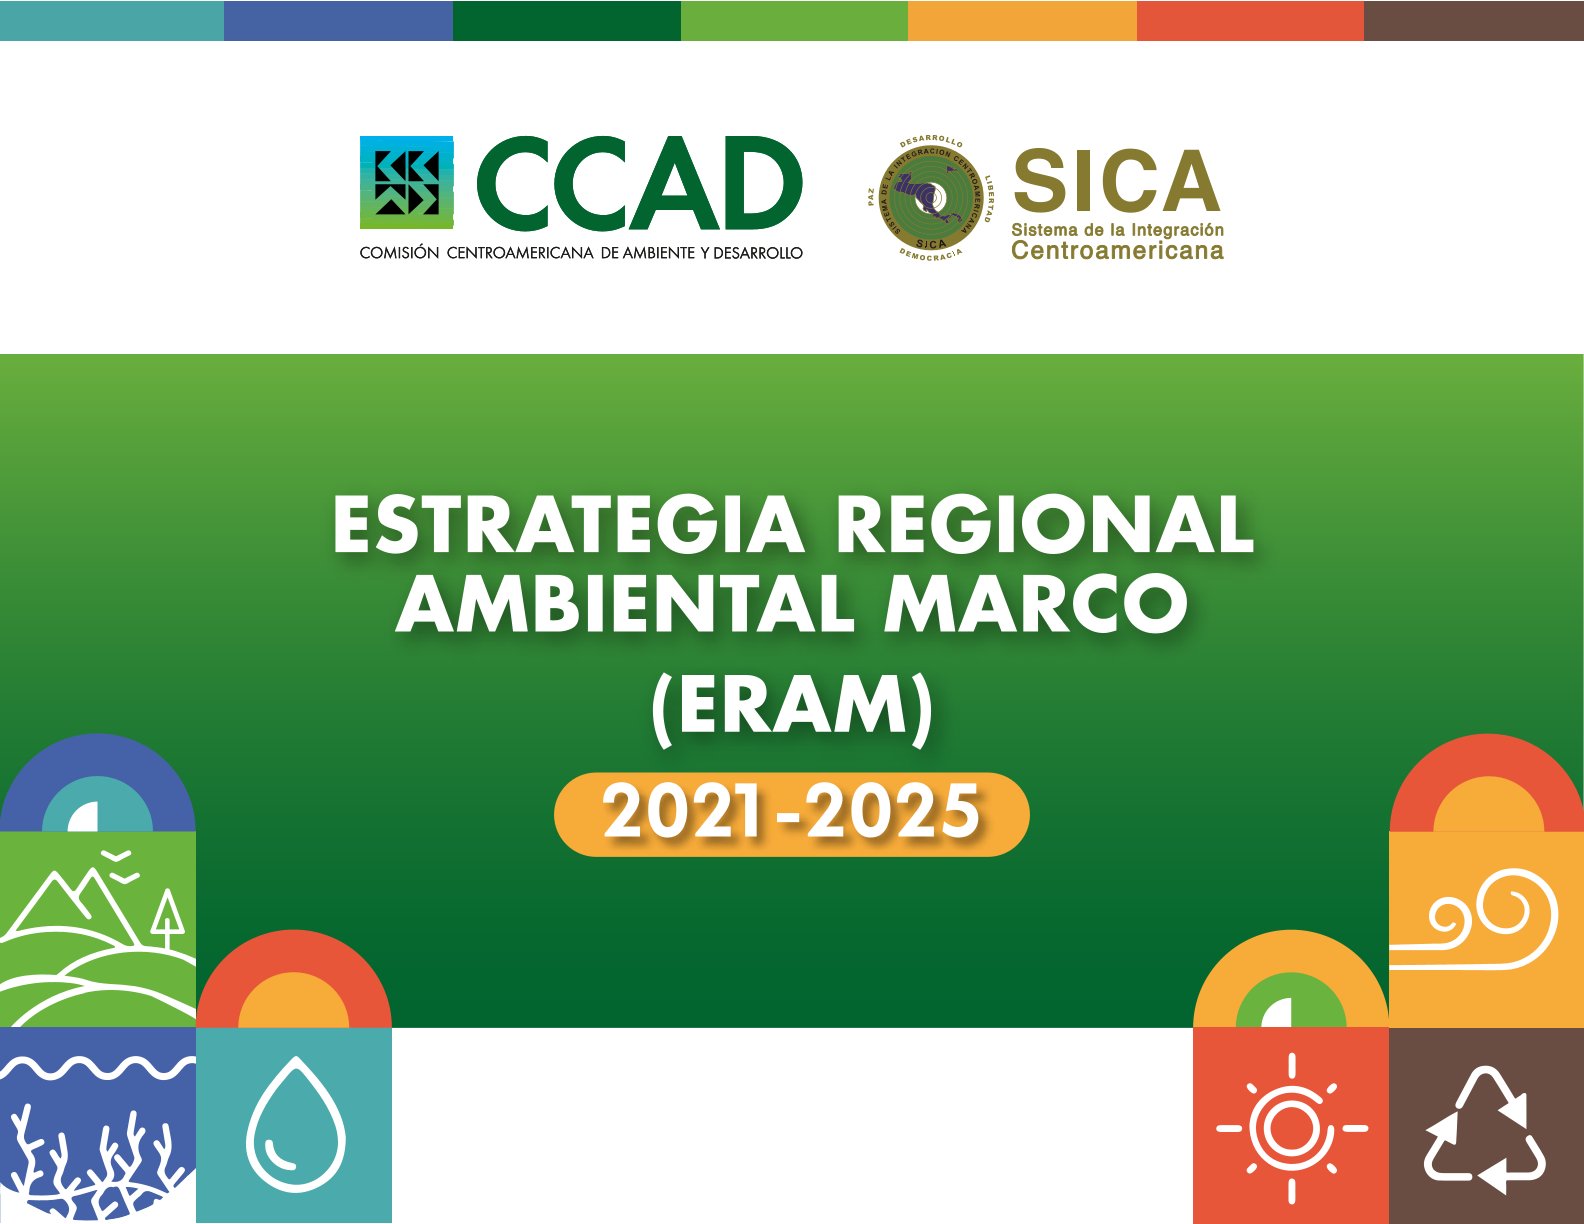 CCAD
COMISIÓN CENTROAMERICANA DE AMBIENTE Y DESARROLLO
DESARROLLO
PAZ
LIBERTAD
DEMOCRACIA
SISTEMA DE LA INTEGRACION CENTROAMERICANA
SICA
SICA
Sistema de la Integración
Centroamericana
ESTRATEGIA REGIONAL
AMBIENTAL MARCO
(ERAM)
2021-2025